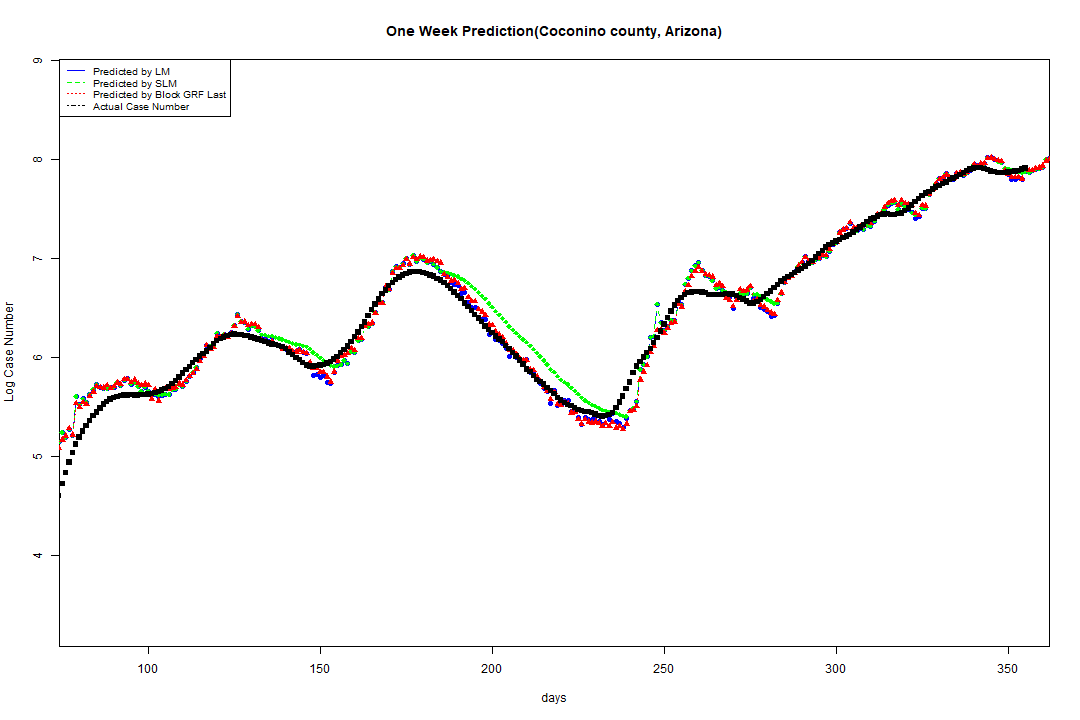 One Week Prediction(Coconino county, Arizona)
Predicted by LM
Predicted by SLM
Predicted by Block GRF Last
Actual Case Number
9
8
7
6
5
4
Log Case Number
100 150 200 250 300 350
days